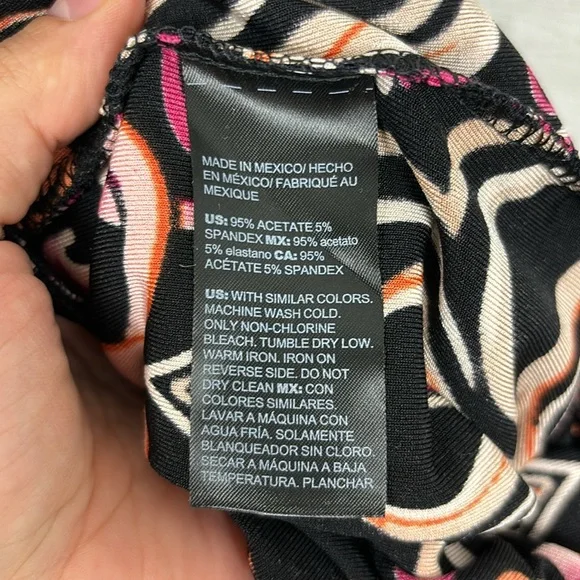 MADE IN MEXICO/ HECHO
EN MÉXICO/ FABRIQUÉ AU
MEXIQUE
US: 95% ACETATE 5%
SPANDEX MX: 95% acetato
5% elastano CA: 95%
ACÉTATE 5% SPANDEX
US: WITH SIMILAR COLORS.
MACHINE WASH COLD.
ONLY NON-CHLORINE
BLEACH. TUMBLE DRY LOW.
WARM IRON. IRON ON
REVERSE SIDE. DO NOT
DRY CLEAN MX: CON
COLORES SIMILARES.
LAVAR A MÁQUINA CON
AGUA FRÍA. SOLAMENTE
BLANQUEADOR SIN CLORO.
SECAR A MÁQUINA A BAJA
TEMPERATURA. PLANCHAR